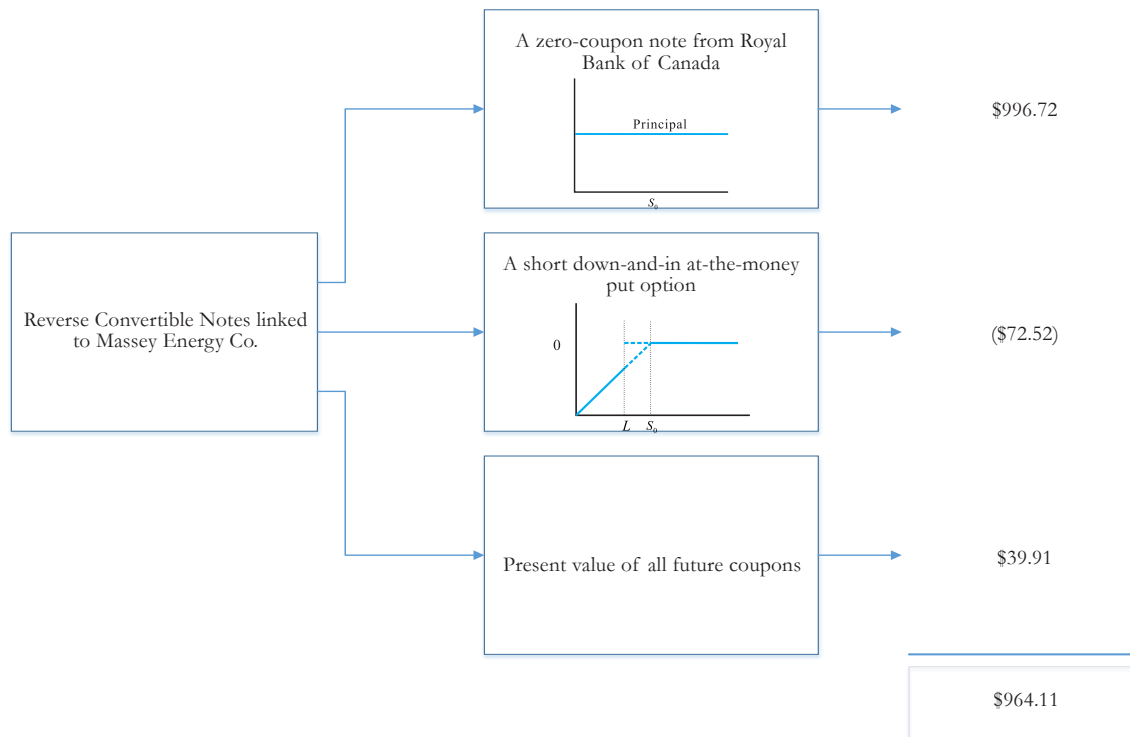 A zero-coupon note from Royal
Bank of Canada
Principal
S₀
$996.72
Reverse Convertible Notes linked
to Massey Energy Co.
A short down-and-in at-the-money
put option
0
L S₀
($72.52)
Present value of all future coupons
$39.91
$964.11